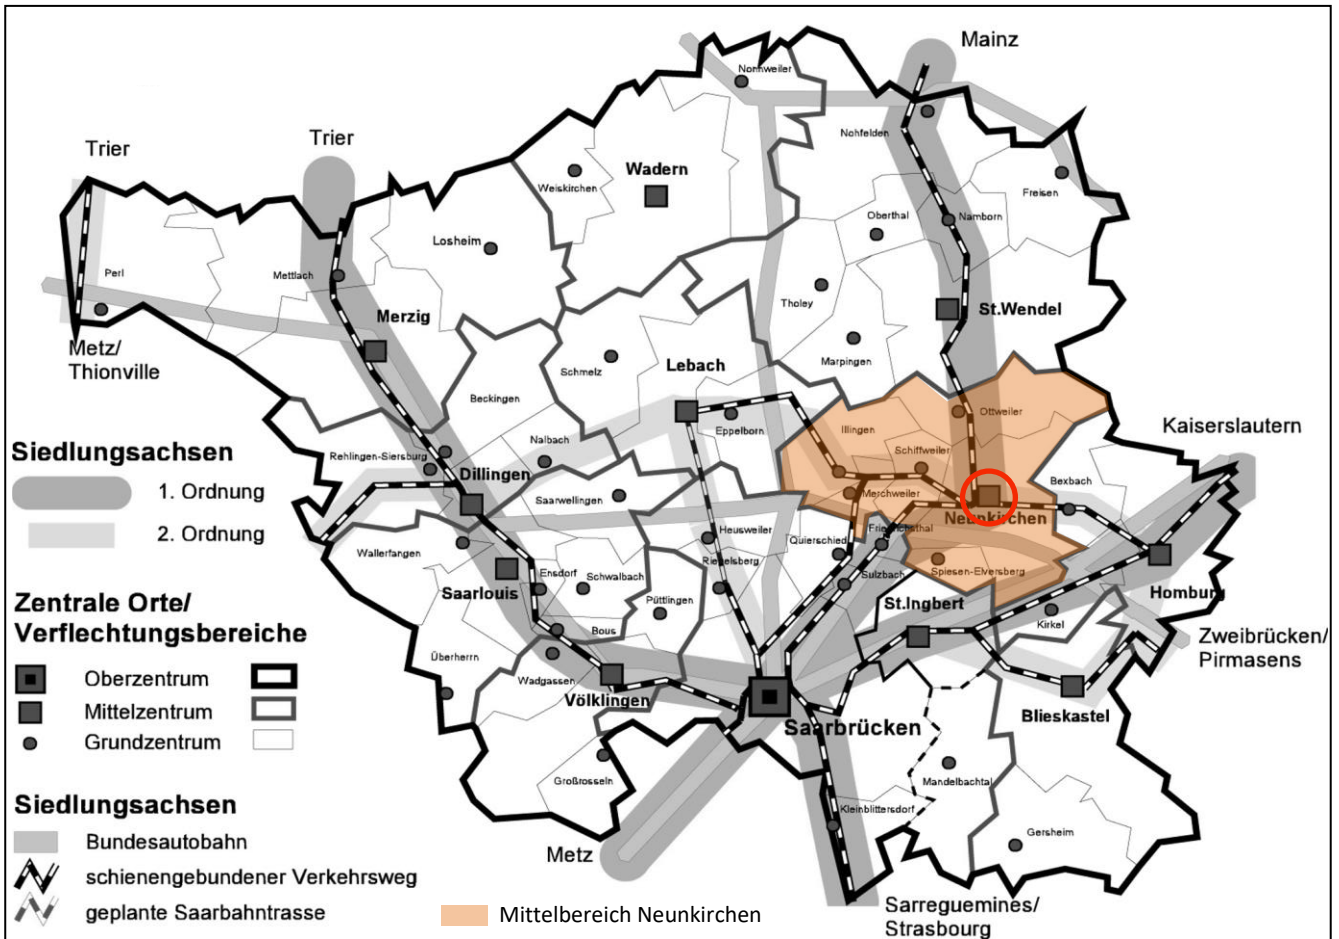 Mainz
Nonnweiler
Trier
Trier
Nohfelden
Wadern
Weiskirchen
Freisen
Oberthal
Namborn
Losheim
Perl
Mettlach
Tholey
St.Wendel
Merzig
Metz/
Thionville
Marpingen
Schmelz
Lebach
Beckingen
Eppelborn
Illingen
Ottweiler
Kaiserslautern
Siedlungsachsen
1. Ordnung
2. Ordnung
Nalbach
Rehlingen-Siersburg
Dillingen
Schiffweiler
Bexbach
Saarwellingen
Merchweiler
Neunkirchen
Heusweiler
Friedrichsthal
Quierschied
Wallerfangen
Riegelsberg
Ensdorf
Schwalbach
Sulzbach
Spiesen-Elversberg
Saarlouis
Püttlingen
St.Ingbert
Homburg
Kirkel
Bous
Zweibrücken/
Pirmasens
Zentrale Orte/
Verflechtungsbereiche
Oberzentrum
Mittelzentrum
Grundzentrum
Überherrn
Wadgassen
Völklingen
Saarbrücken
Blieskastel
Großrosseln
Mandelbachtal
Kleinblittersdorf
Gersheim
Siedlungsachsen
Bundesautobahn
schienengebundener Verkehrsweg
geplante Saarbahntrasse
Metz
Mittelbereich Neunkirchen
Sarreguemines/
Strasbourg